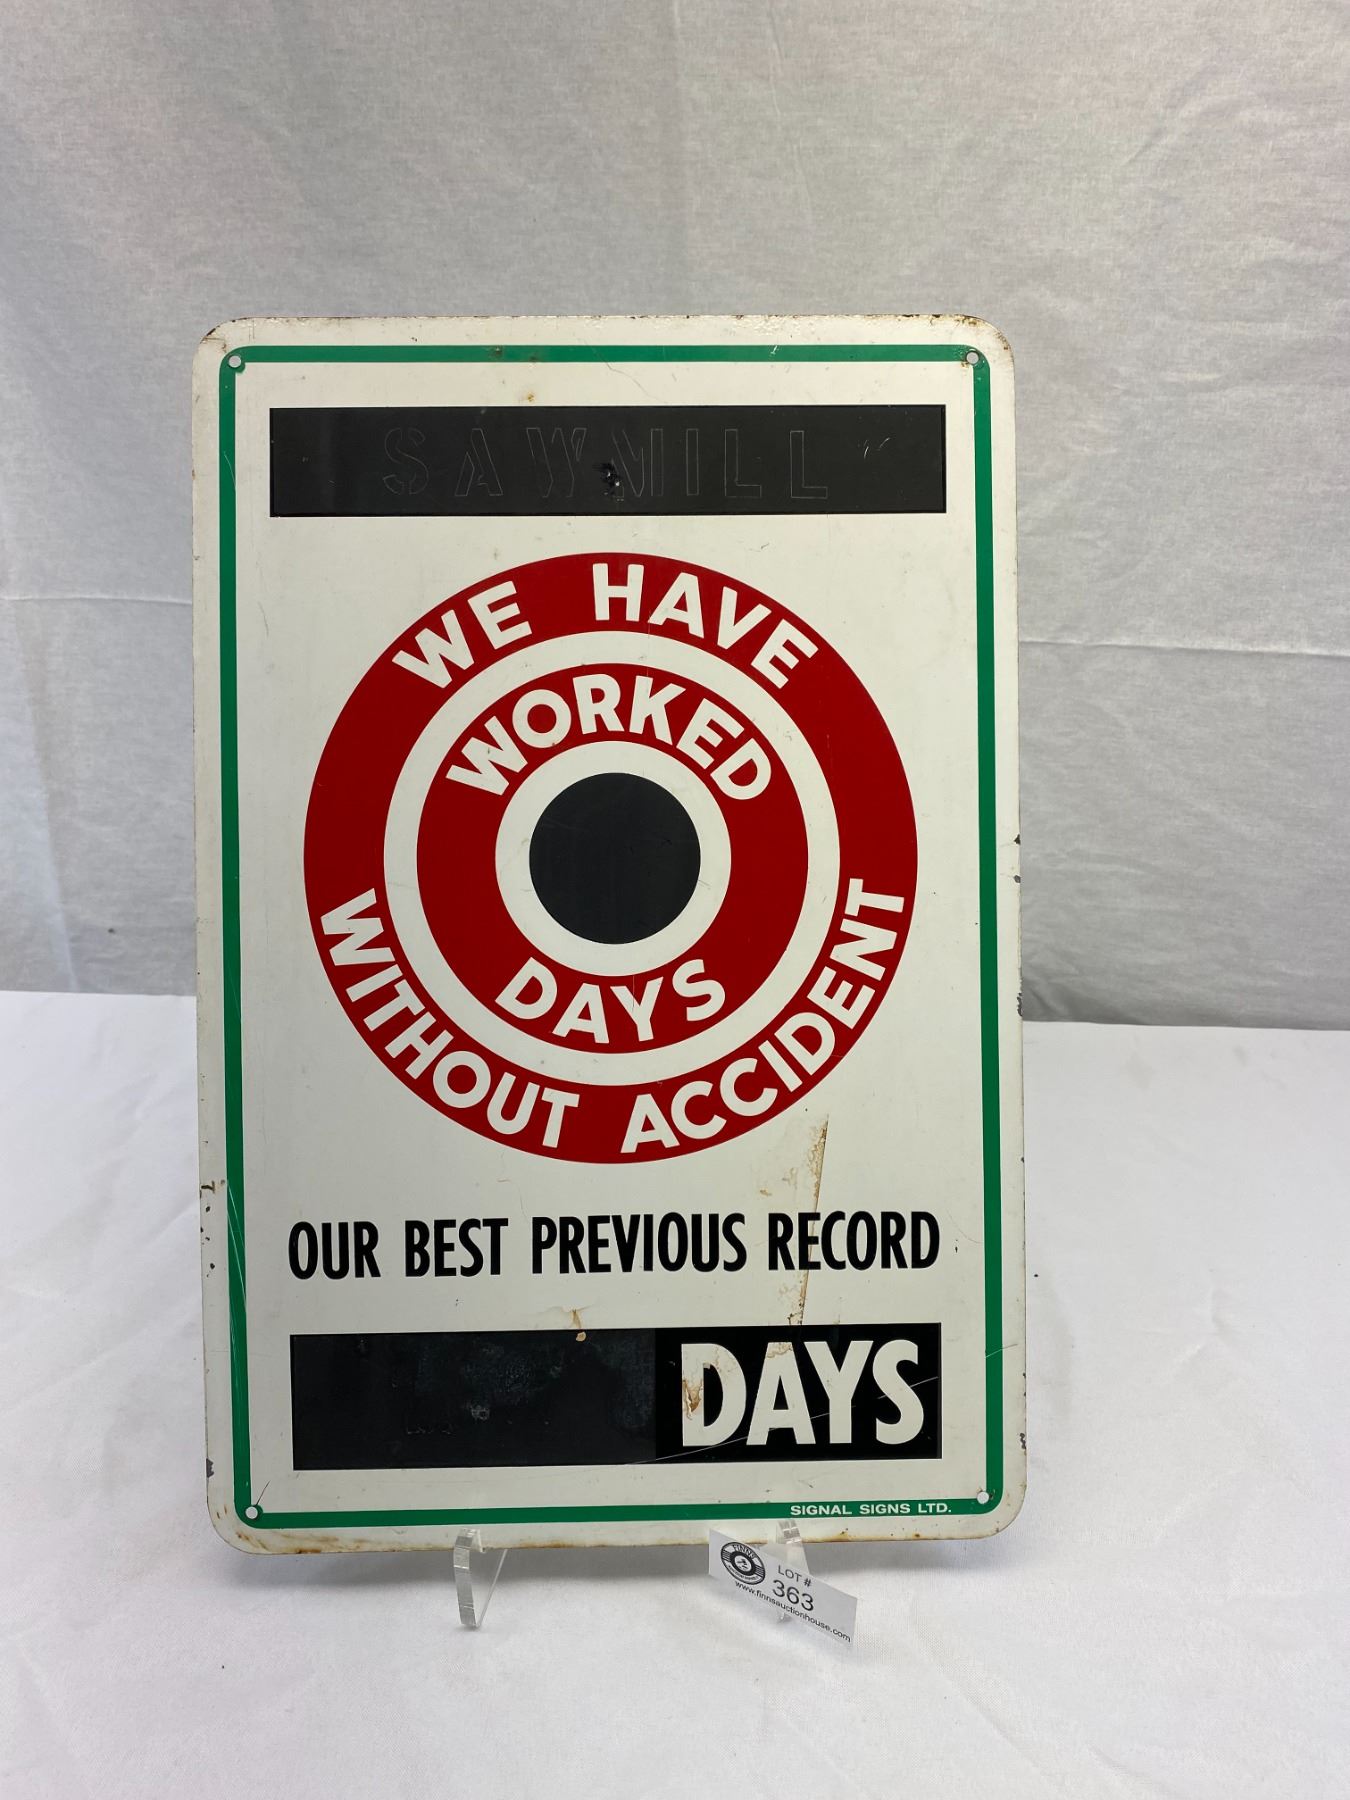 SAWMILL
WE HAVE
WORKED
DAYS
WITHOUT ACCIDENT
OUR BEST PREVIOUS RECORD
DAYS
SIGNAL SIGNS LTD.
FINNS
LOT #
363
www.finnsauctionhouse.com